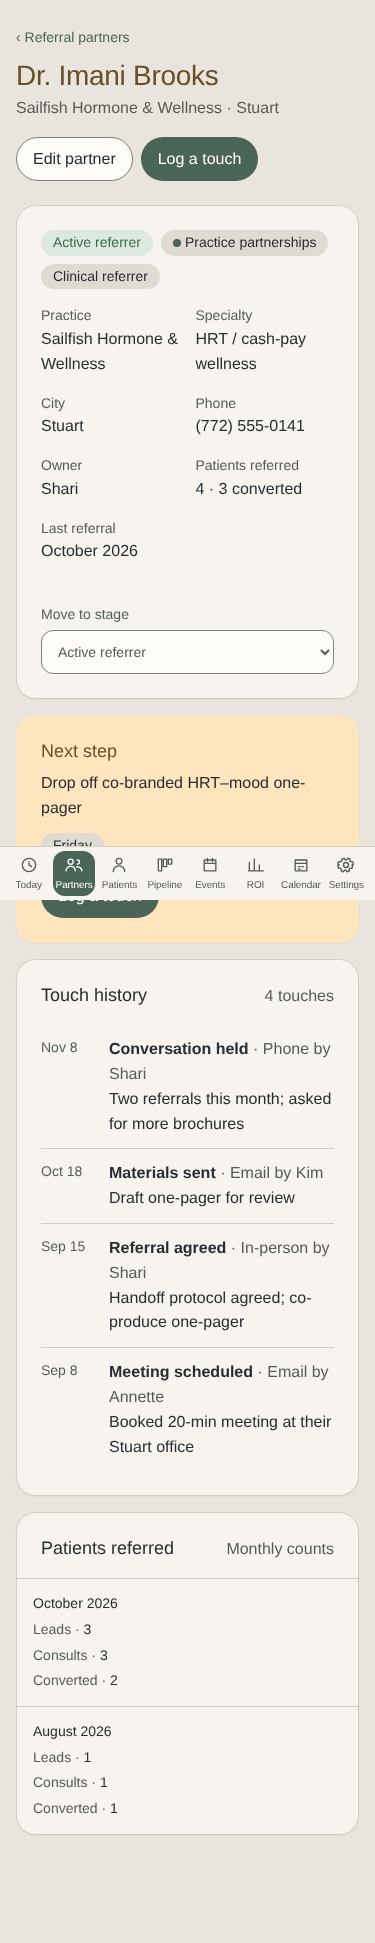 ‹ Referral partners
Dr. Imani Brooks
Sailfish Hormone & Wellness · Stuart
Edit partner
Log a touch
Active referrer
Practice partnerships
Clinical referrer
Practice
Specialty
Sailfish Hormone &
Wellness
HRT / cash-pay
wellness
City
Phone
Stuart
(772) 555-0141
Owner
Patients referred
Shari
4 · 3 converted
Last referral
October 2026
Move to stage
Active referrer
Next step
Drop off co-branded HRT–mood one-
pager
Friday
Today
Partners
Patients
Pipeline
Events
ROI
Calendar
Settings
Log a touch
Touch history
4 touches
Nov 8
Conversation held · Phone by
Shari
Two referrals this month; asked
for more brochures
Oct 18
Materials sent · Email by Kim
Draft one-pager for review
Sep 15
Referral agreed · In-person by
Shari
Handoff protocol agreed; co-
produce one-pager
Sep 8
Meeting scheduled · Email by
Annette
Booked 20-min meeting at their
Stuart office
Patients referred
Monthly counts
October 2026
Leads · 3
Consults · 3
Converted · 2
August 2026
Leads · 1
Consults · 1
Converted · 1